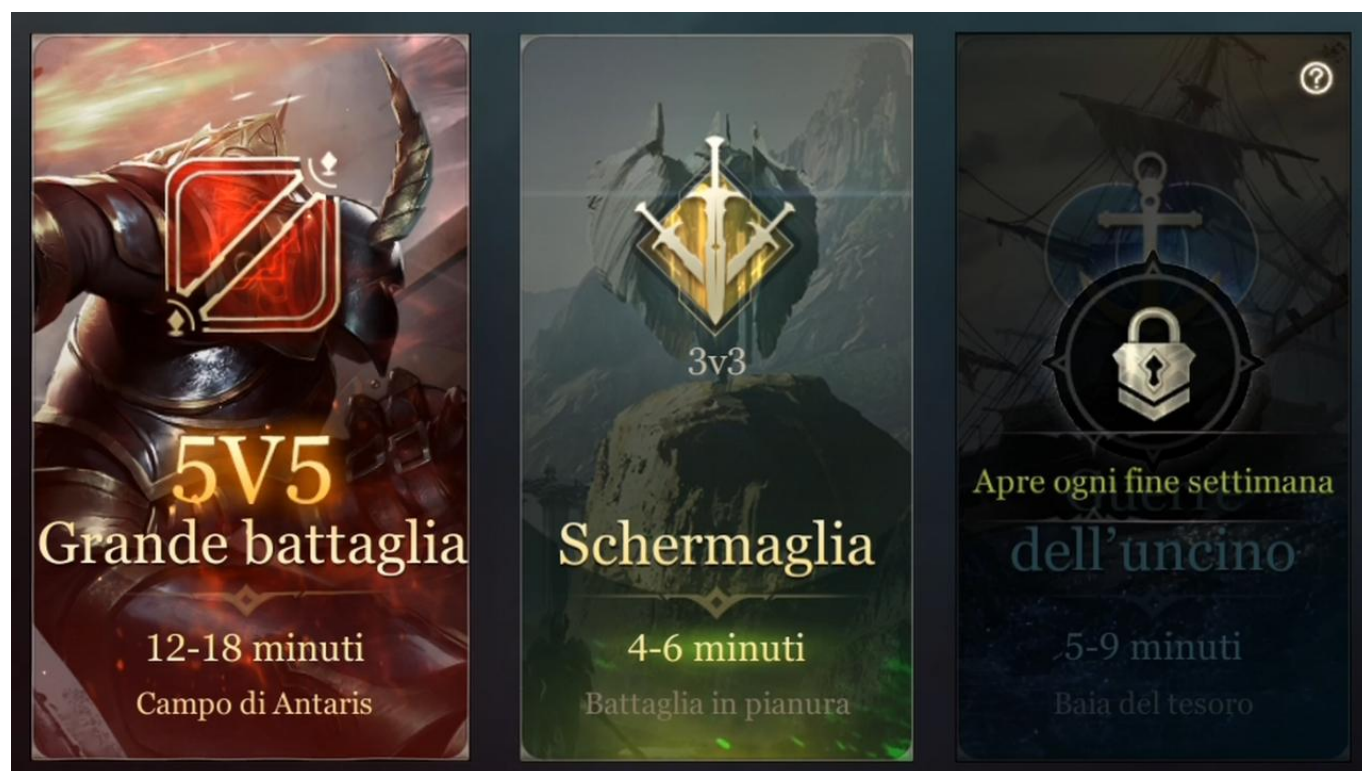 5V5
Grande battaglia
12-18 minuti
Campo di Antaris
3v3
Schermaglia
4-6 minuti
Battaglia in pianura
?
Apre ogni fine settimana
Guerre
dell'uncino
5-9 minuti
Baia del tesoro